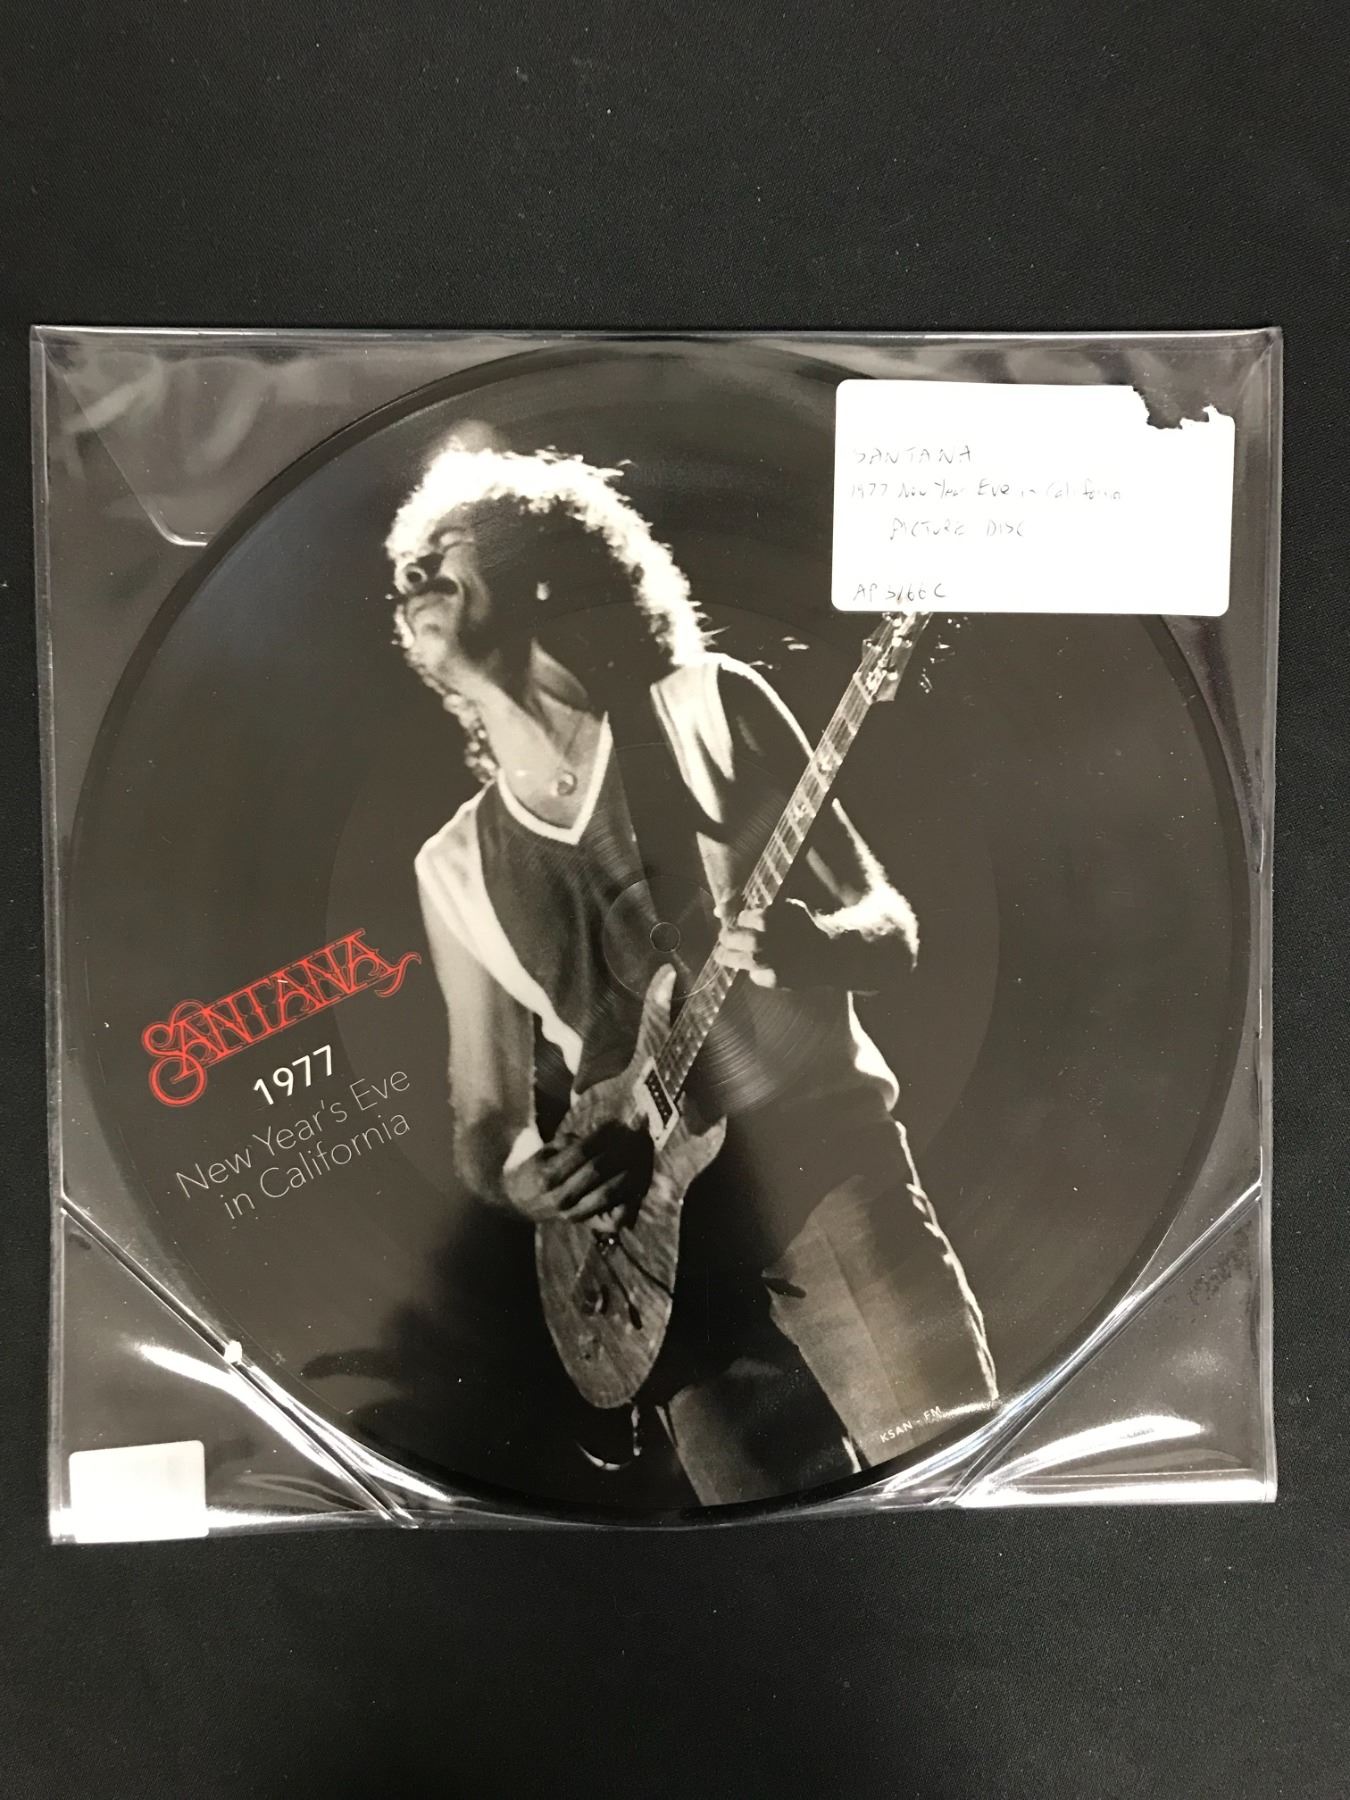 SANTANA
1977 New Year Eve in California
PICTURE DISC
SANTANA
1977
New Year's Eve
in California
KSAN - FM